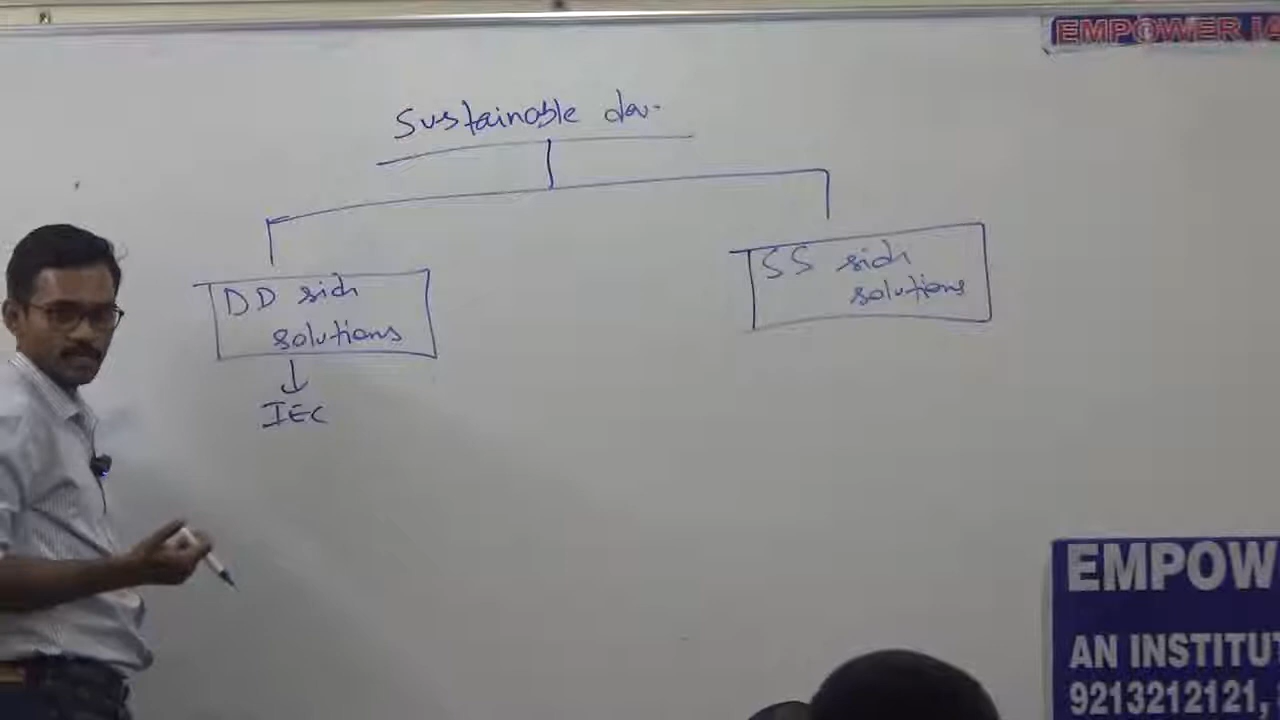 EMPOWER IA
Sustainable dev.
DD side
solutions
SS side
solutions
IEC
EMPOW
AN INSTITUT
9213212121,